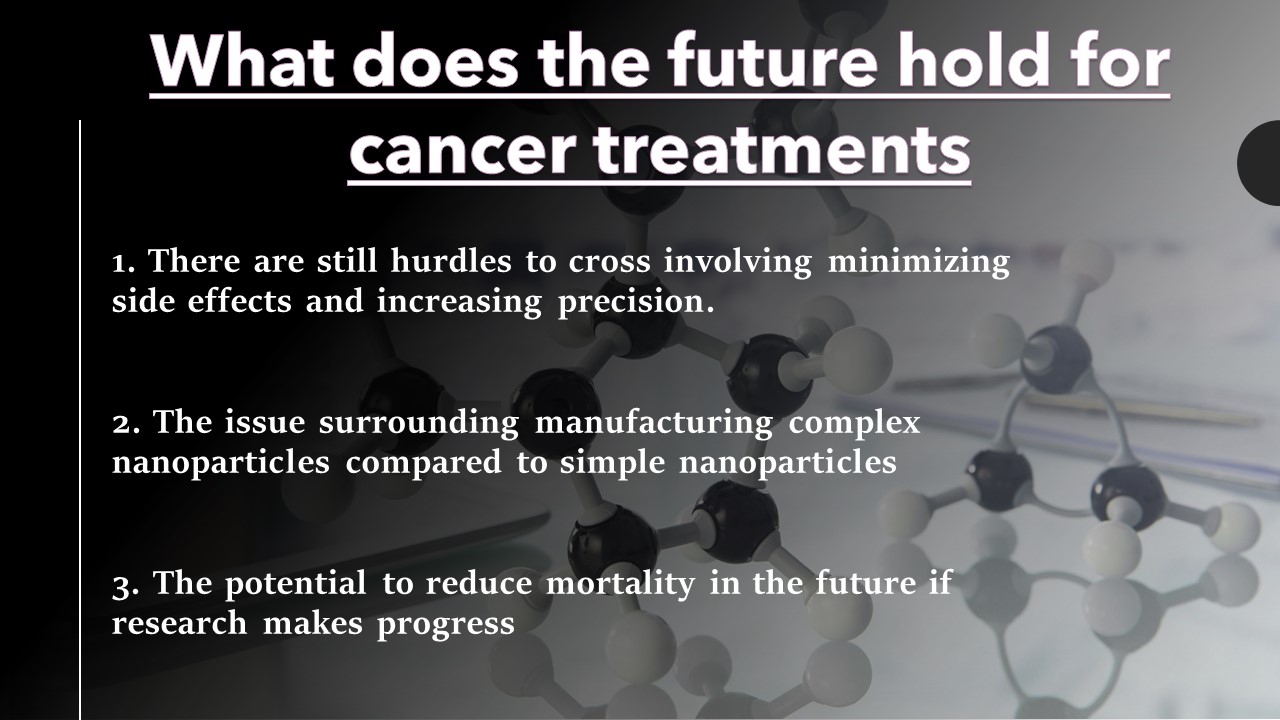 What does the future hold for
cancer treatments
1. There are still hurdles to cross involving minimizing
side effects and increasing precision.
2. The issue surrounding manufacturing complex
nanoparticles compared to simple nanoparticles
3. The potential to reduce mortality in the future if
research makes progress